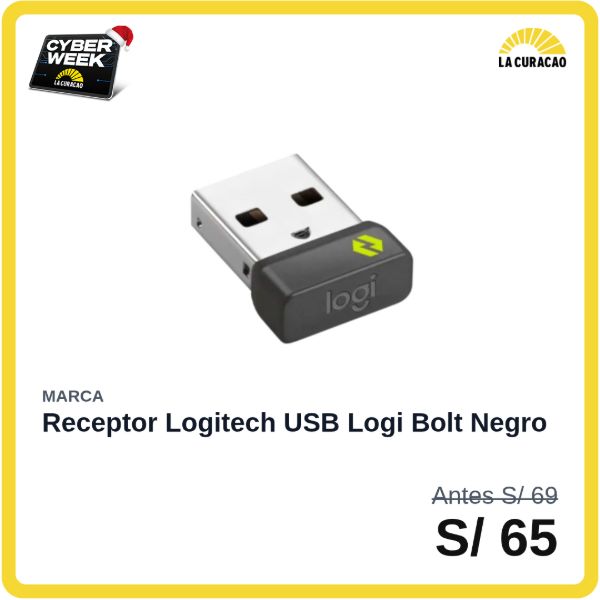 CYBER
WEEK
LA CURACAO
LA CURACAO
logi
MARCA
Receptor Logitech USB Logi Bolt Negro
Antes S/ 69
S/ 65